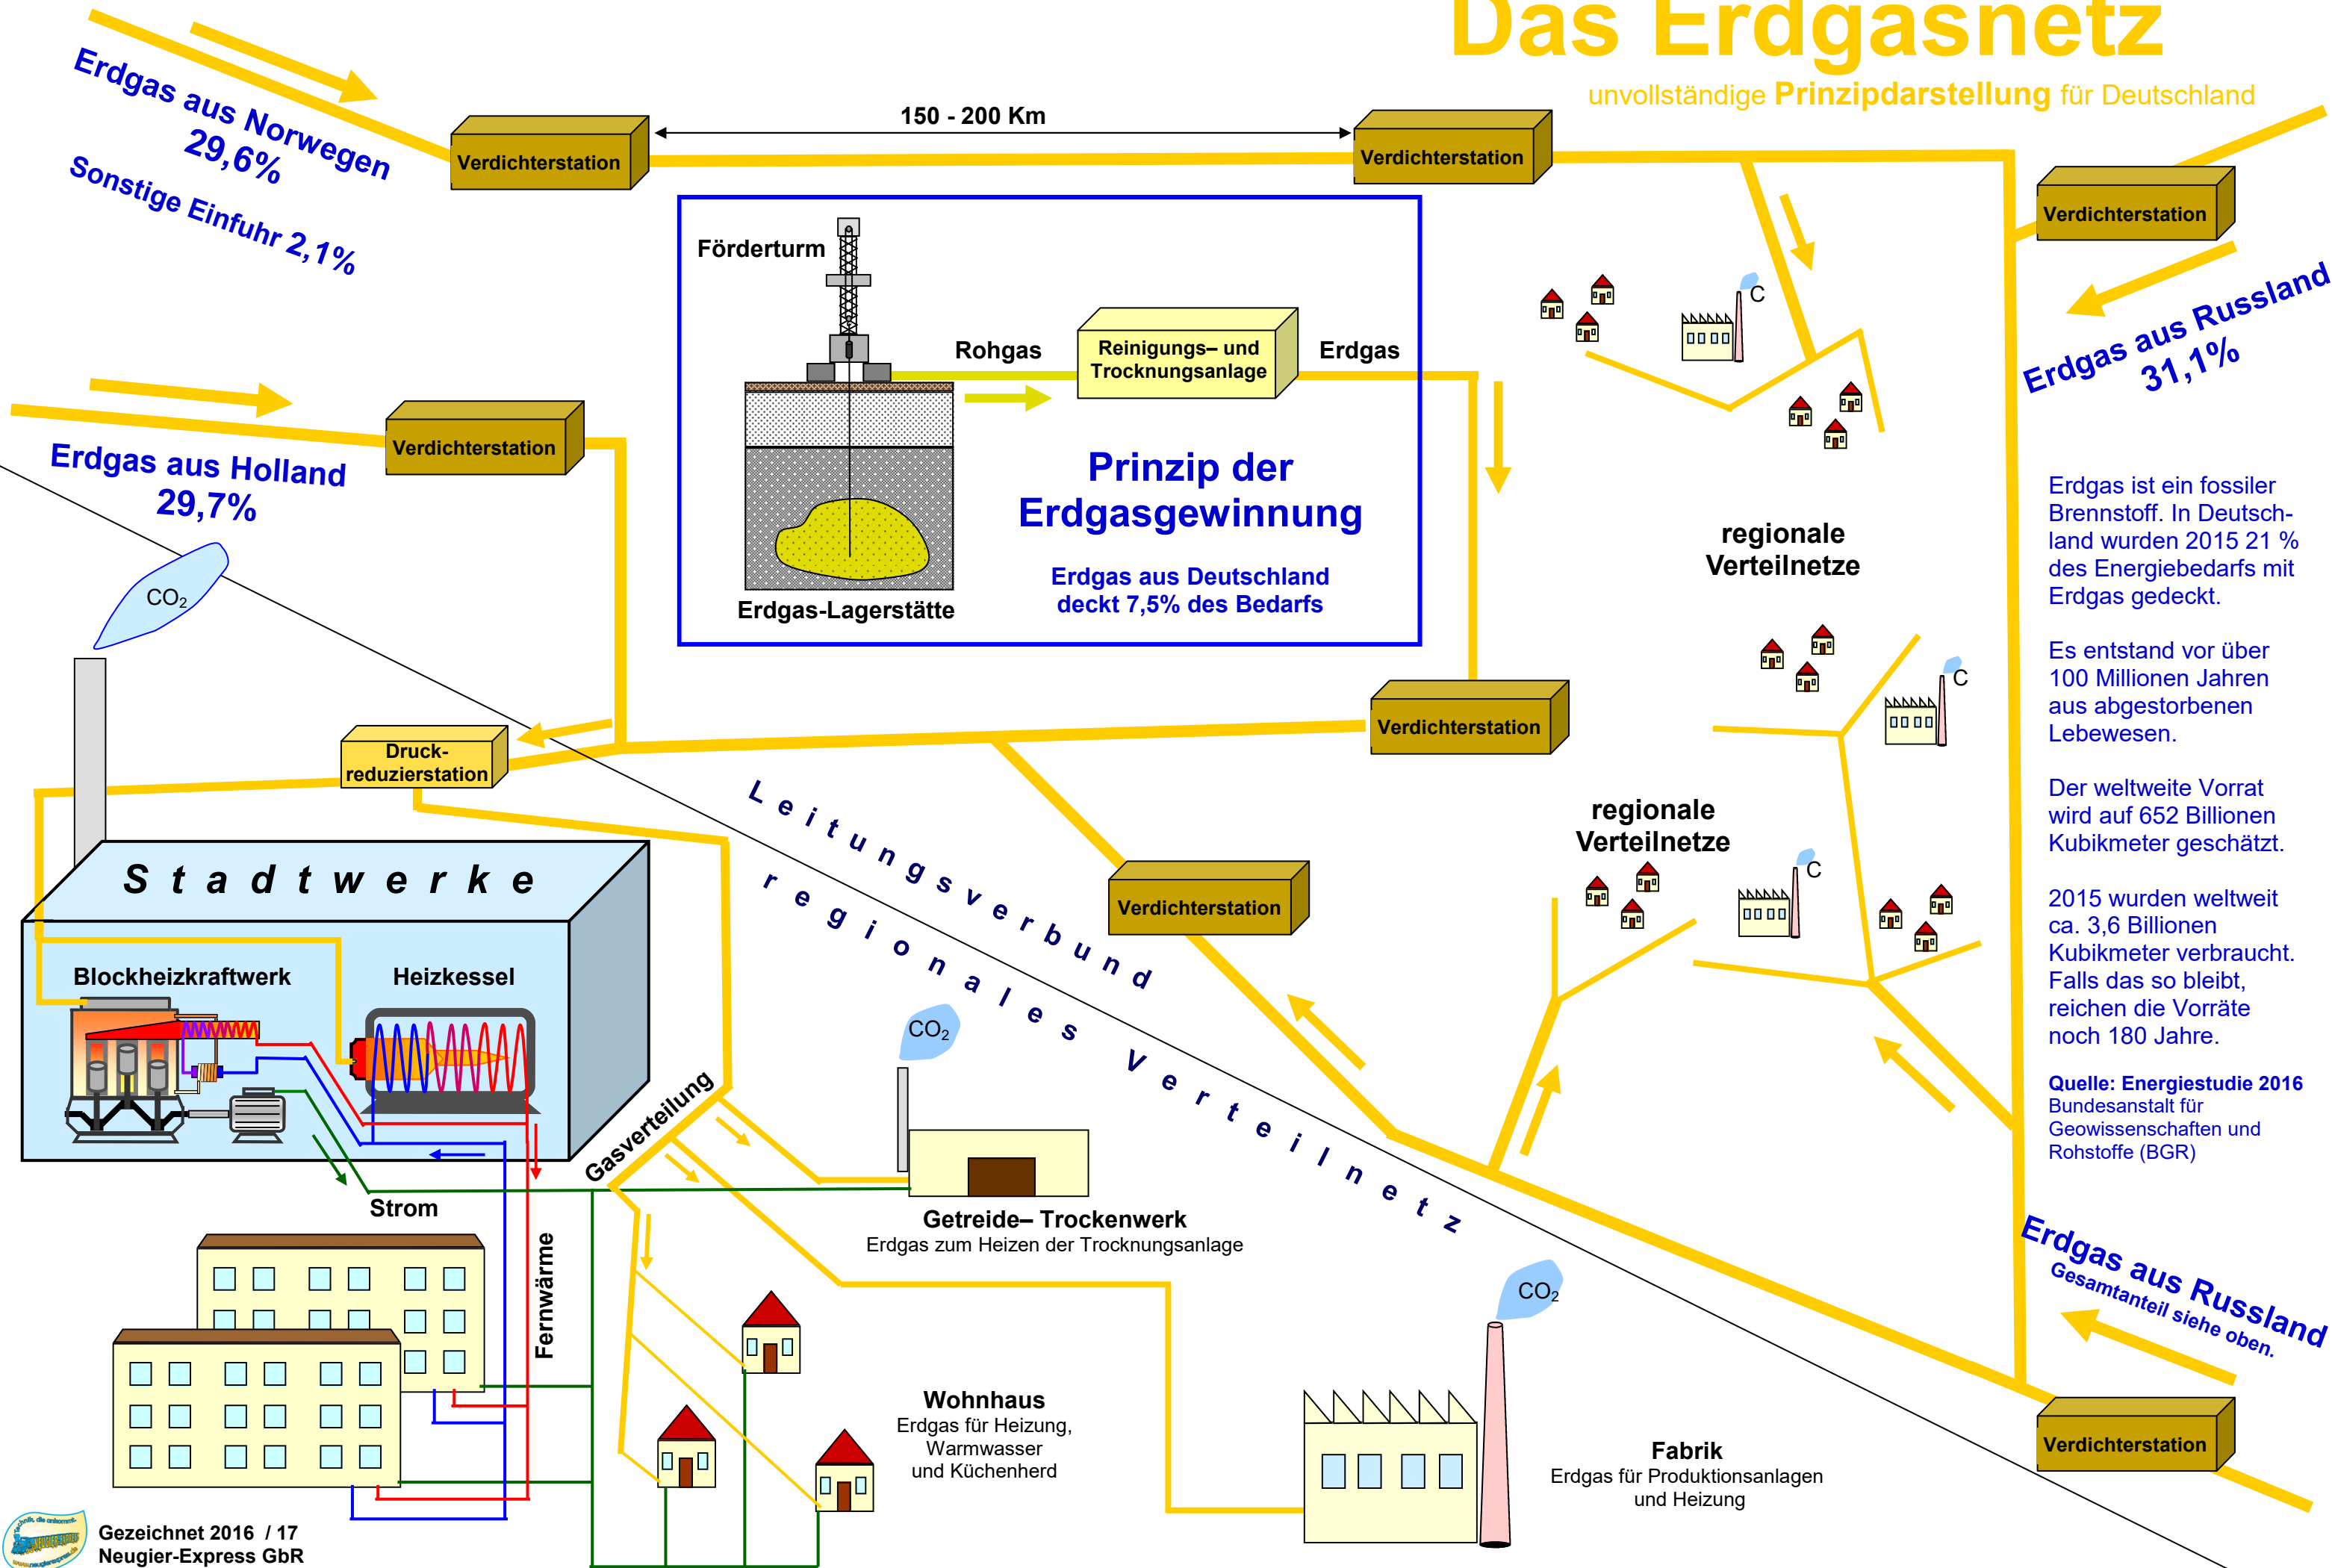 Das Erdgasnetz
unvollständige Prinzipdarstellung für Deutschland
Erdgas aus Norwegen
29,6%
Sonstige Einfuhr 2,1%
Verdichterstation
150 - 200 Km
Verdichterstation
Verdichterstation
Erdgas aus Russland
31,1%
Förderturm
Rohgas
Reinigungs– und
Trocknungsanlage
Erdgas
Prinzip der
Erdgasgewinnung
Erdgas aus Deutschland
deckt 7,5% des Bedarfs
Erdgas-Lagerstätte
C
Verdichterstation
Erdgas aus Holland
29,7%
CO2
regionale
Verteilnetze
C
Erdgas ist ein fossiler
Brennstoff. In Deutsch-
land wurden 2015 21 %
des Energiebedarfs mit
Erdgas gedeckt.
Es entstand vor über
100 Millionen Jahren
aus abgestorbenen
Lebewesen.
Der weltweite Vorrat
wird auf 652 Billionen
Kubikmeter geschätzt.
2015 wurden weltweit
ca. 3,6 Billionen
Kubikmeter verbraucht.
Falls das so bleibt,
reichen die Vorräte
noch 180 Jahre.
Quelle: Energiestudie 2016
Bundesanstalt für
Geowissenschaften und
Rohstoffe (BGR)
Druck-
reduzierstation
Verdichterstation
regionale
Verteilnetze
C
Verdichterstation
Leitungsverbund
regionales Verteilnetz
Stadtwerke
Blockheizkraftwerk
Heizkessel
Gasverteilung
CO2
Strom
Fernwärme
Getreide– Trockenwerk
Erdgas zum Heizen der Trocknungsanlage
Erdgas aus Russland
Gesamtanteil siehe oben.
Verdichterstation
CO2
Wohnhaus
Erdgas für Heizung,
Warmwasser
und Küchenherd
Fabrik
Erdgas für Produktionsanlagen
und Heizung
Technik, die ankommt.
Gezeichnet 2016 / 17
Neugier-Express GbR